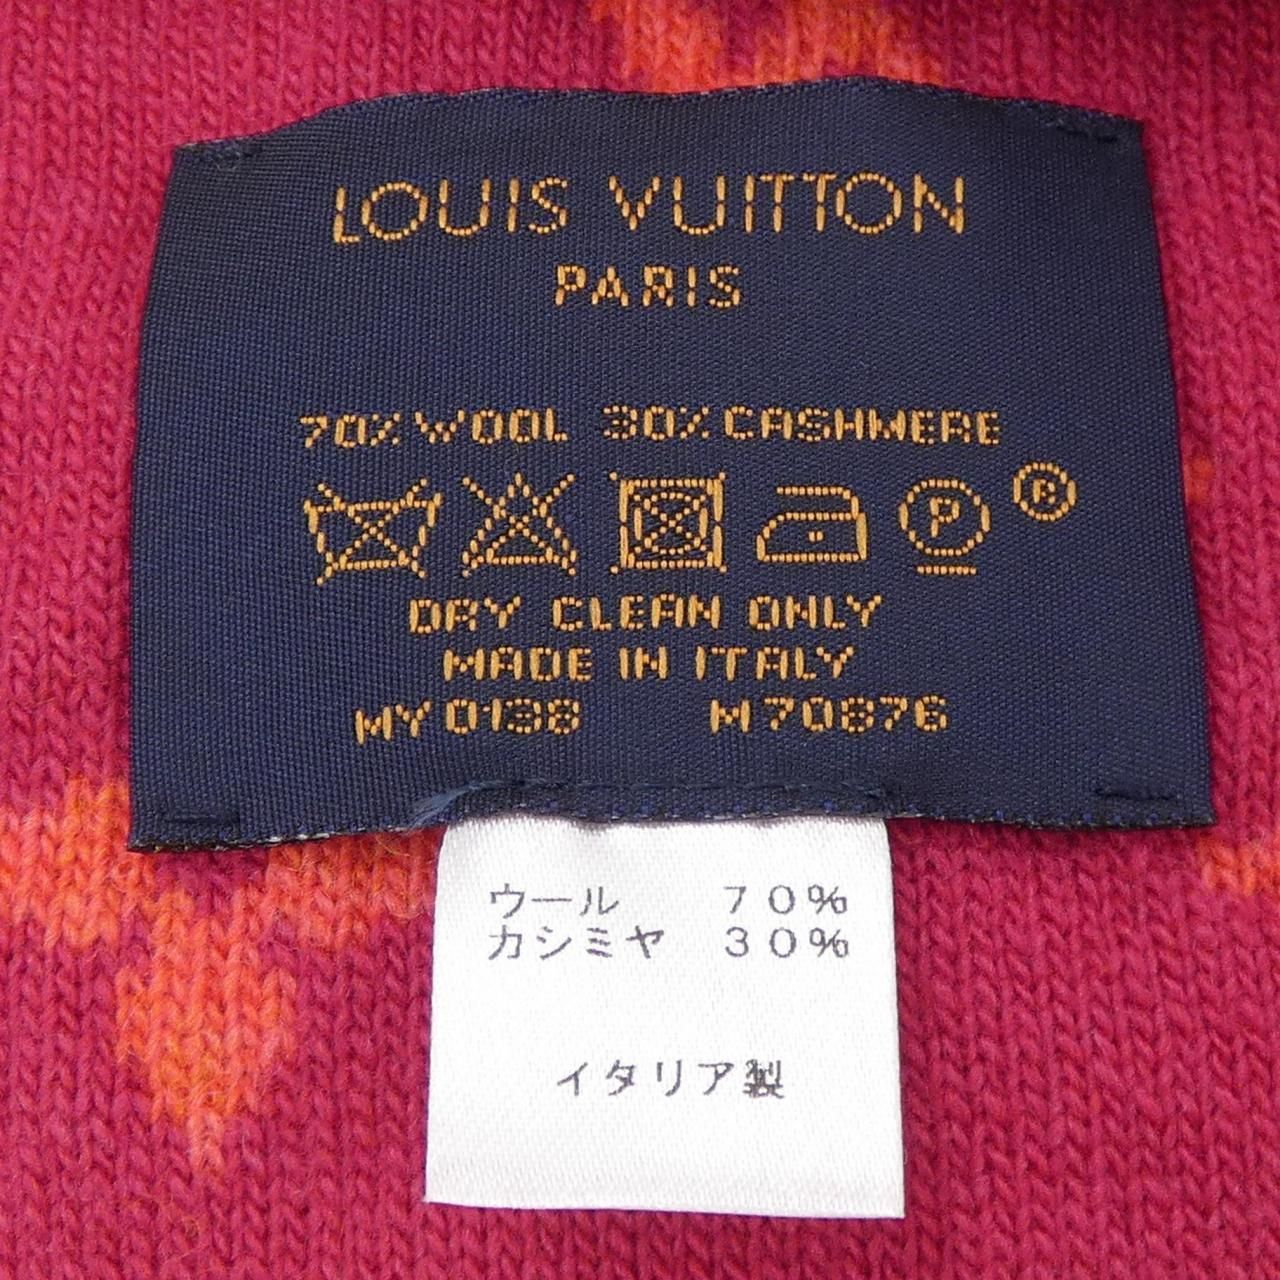 LOUIS VUITTON
PARIS
70% WOOL 30% CASHMERE
P ®
DRY CLEAN ONLY
MADE IN ITALY
MY0138 M70876
ウール 70%
カシミヤ 30%
イタリア製